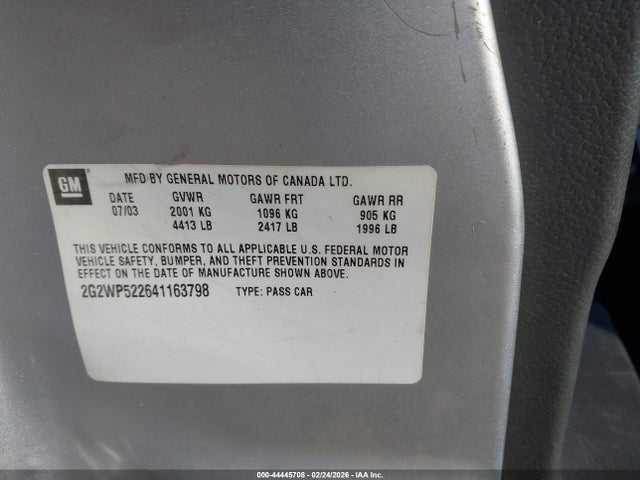 GM
MFD BY GENERAL MOTORS OF CANADA LTD.
DATE GVWR GAWR FRT GAWR RR
07/03 2001 KG 1096 KG 905 KG
4413 LB 2417 LB 1996 LB
THIS VEHICLE CONFORMS TO ALL APPLICABLE U.S. FEDERAL MOTOR
VEHICLE SAFETY, BUMPER, AND THEFT PREVENTION STANDARDS IN
EFFECT ON THE DATE OF MANUFACTURE SHOWN ABOVE.
2G2WP522641163798 TYPE: PASS CAR
000-44445708 - 02/24/2026 - IAA Inc.